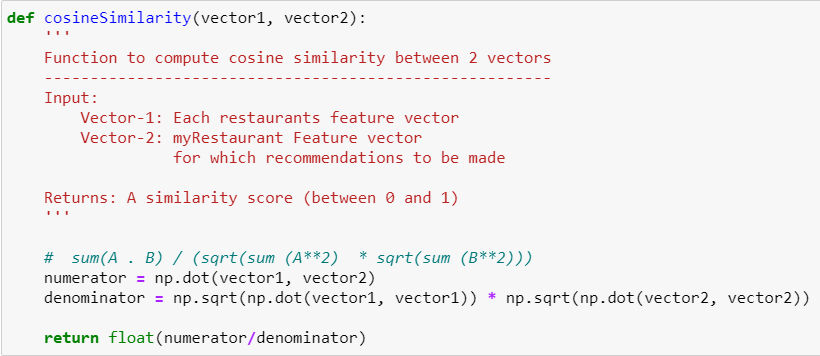 def cosineSimilarity(vector1, vector2):
    '''
    Function to compute cosine similarity between 2 vectors
    -------------------------------------------------------
    Input:
        Vector-1: Each restaurants feature vector
        Vector-2: myRestaurant Feature vector
                  for which recommendations to be made

    Returns: A similarity score (between 0 and 1)
    '''

    #  sum(A . B) / (sqrt(sum (A**2)  * sqrt(sum (B**2)))
    numerator = np.dot(vector1, vector2)
    denominator = np.sqrt(np.dot(vector1, vector1)) * np.sqrt(np.dot(vector2, vector2))

    return float(numerator/denominator)